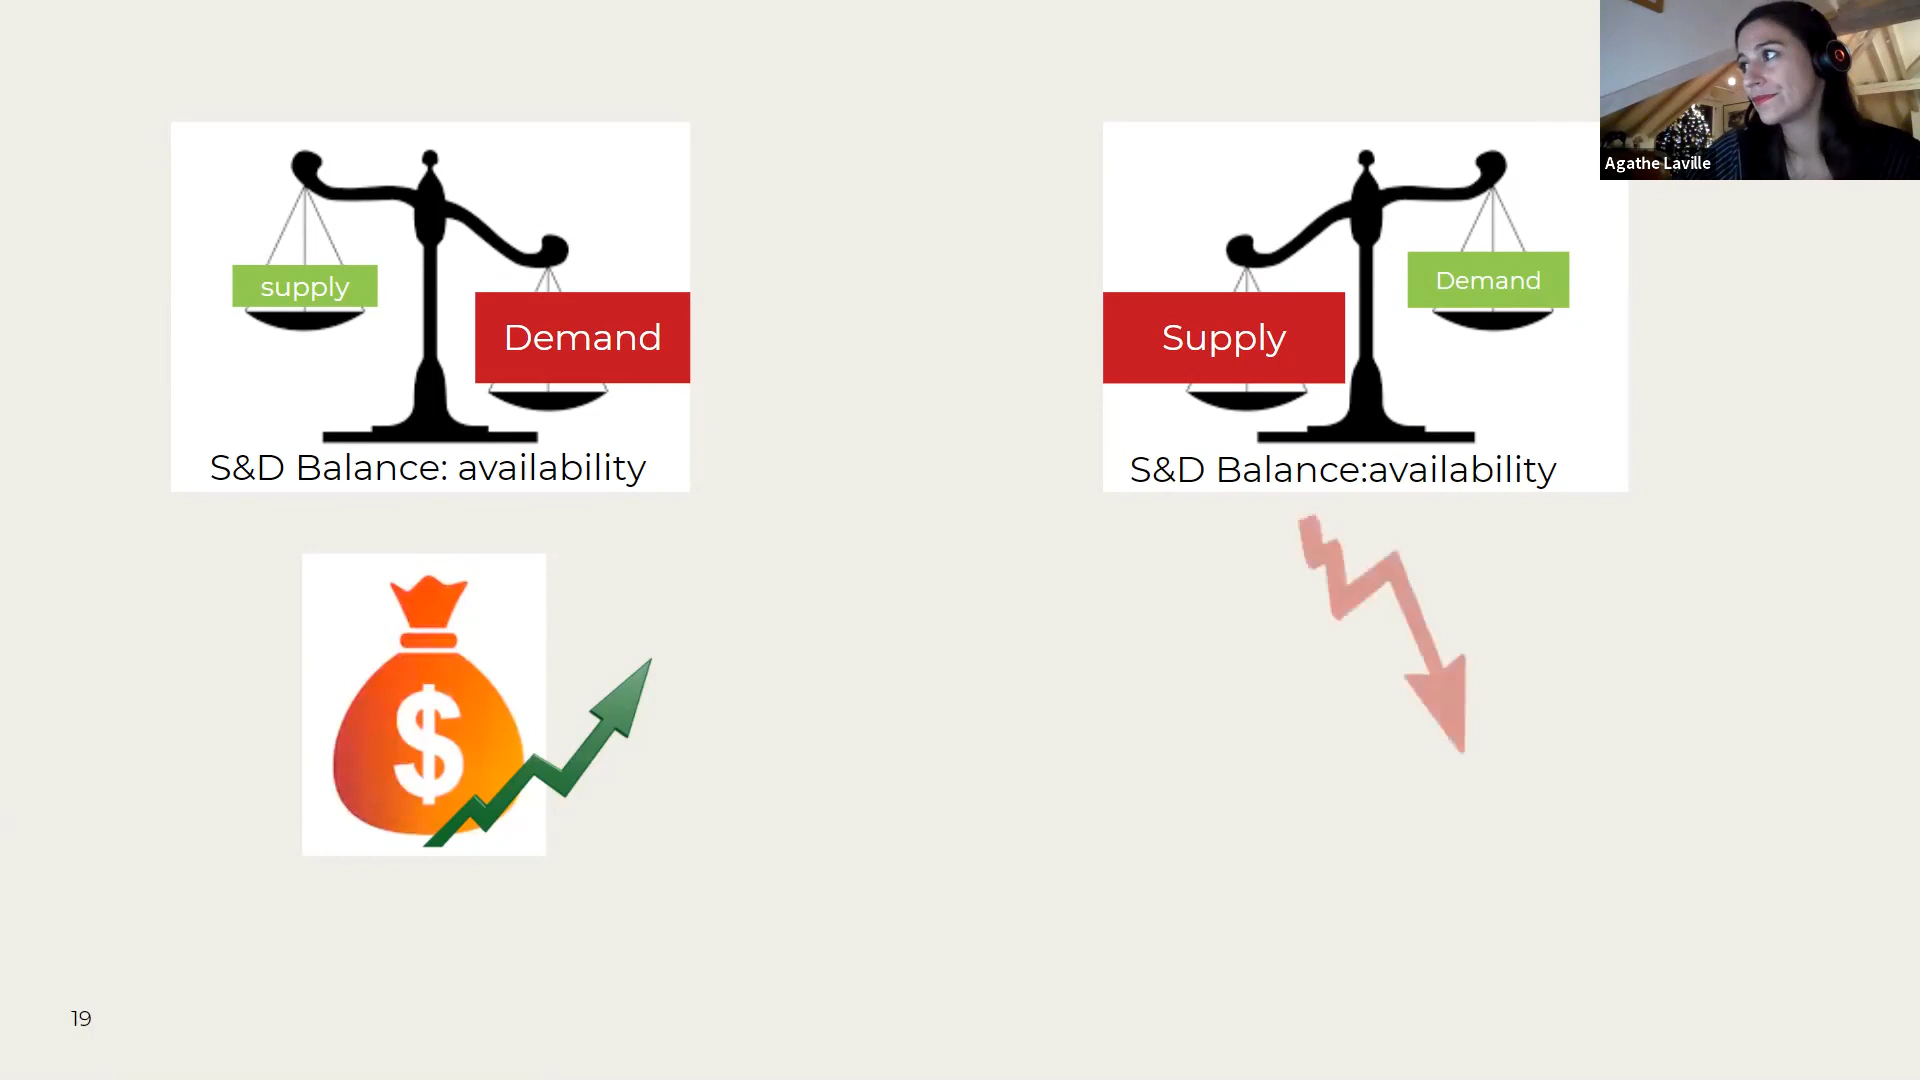 Agathe Laville
supply
Demand
S&D Balance: availability
Supply
Demand
S&D Balance:availability
$
19